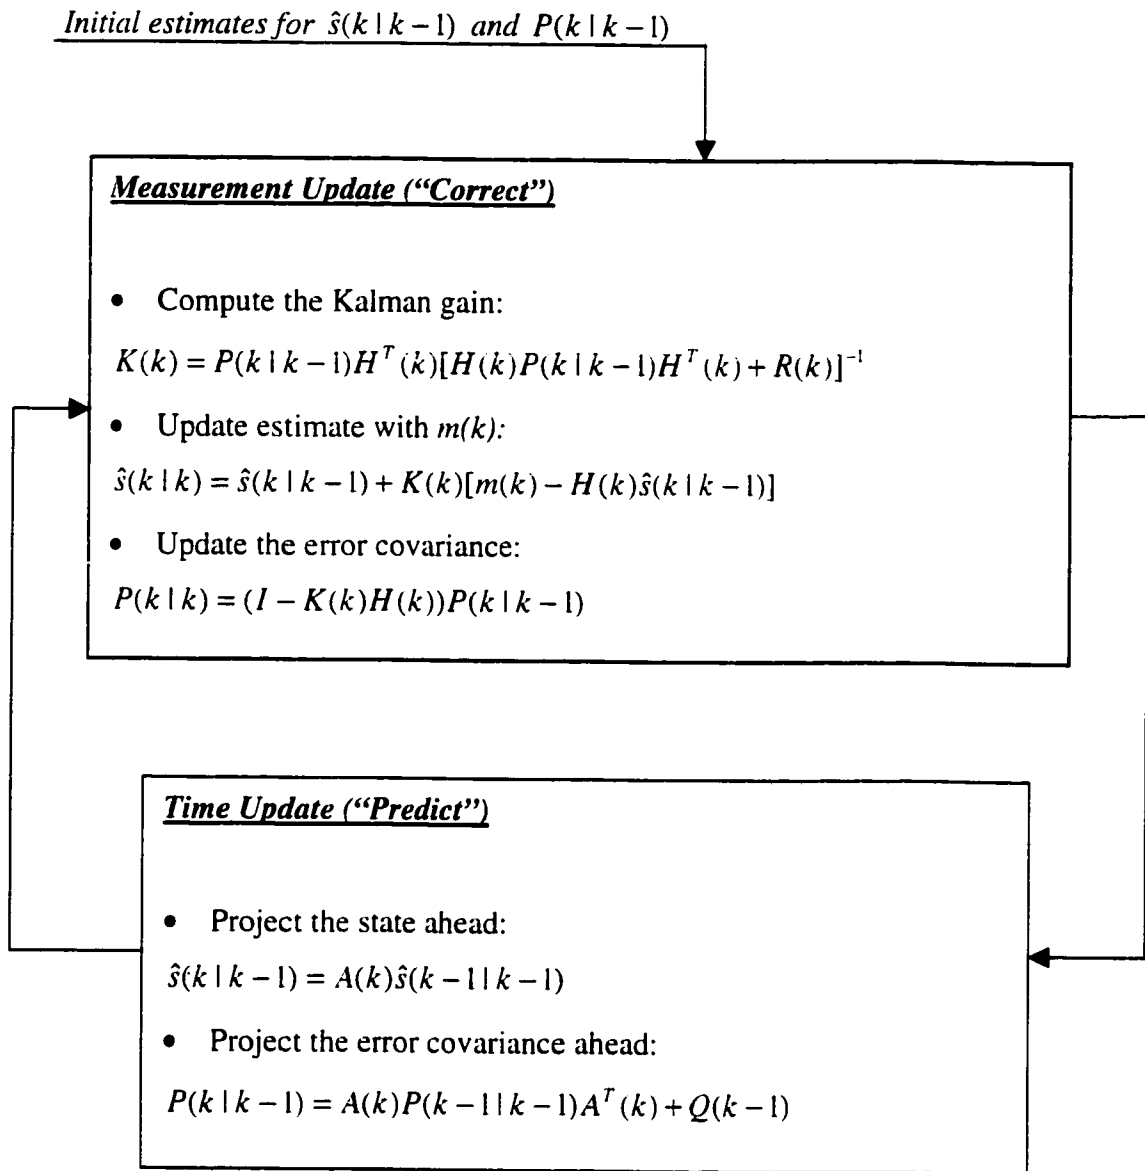 Initial estimates for ŝ(k | k − 1) and P(k | k − 1)
Measurement Update (“Correct”)
• Compute the Kalman gain:
K(k) = P(k | k − 1)H^T(k)[H(k)P(k | k − 1)H^T(k) + R(k)]^−1
• Update estimate with m(k):
ŝ(k | k) = ŝ(k | k − 1) + K(k)[m(k) − H(k)ŝ(k | k − 1)]
• Update the error covariance:
P(k | k) = (I − K(k)H(k))P(k | k − 1)
Time Update (“Predict”)
• Project the state ahead:
ŝ(k | k − 1) = A(k)ŝ(k − 1 | k − 1)
• Project the error covariance ahead:
P(k | k − 1) = A(k)P(k − 1 | k − 1)A^T(k) + Q(k − 1)